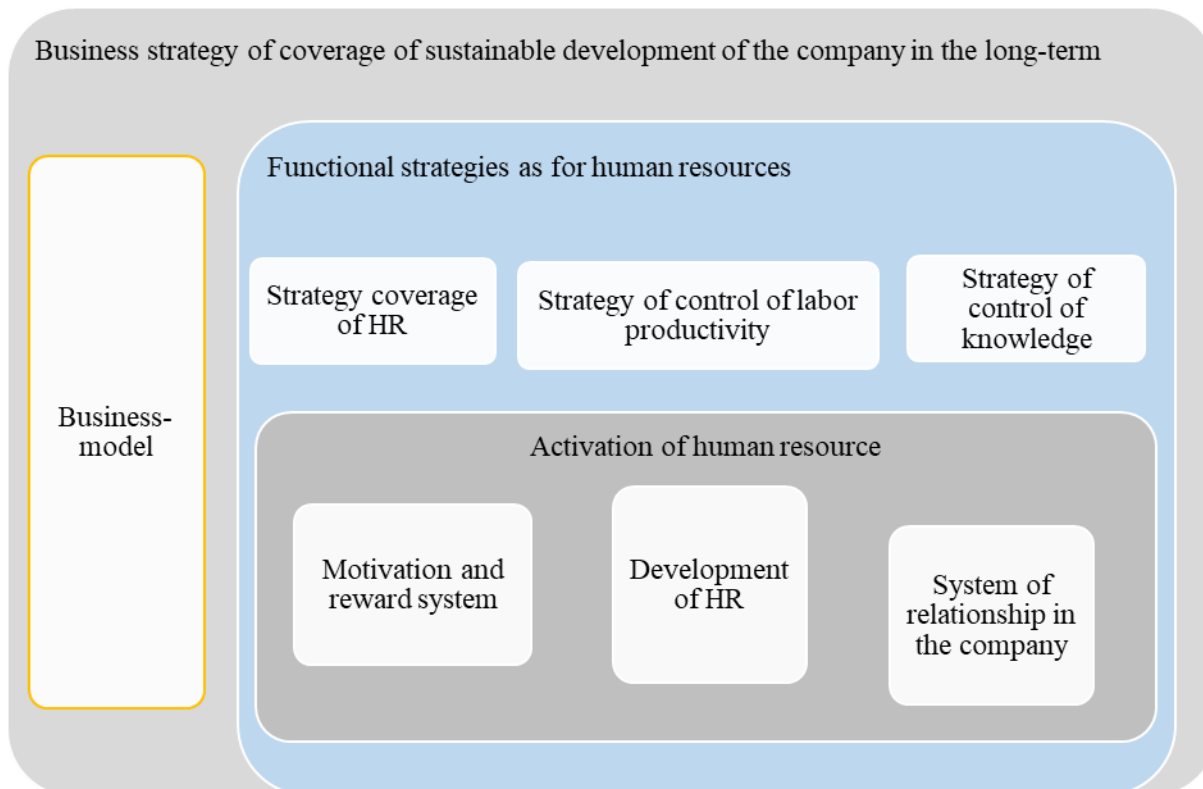 Business strategy of coverage of sustainable development of the company in the long-term
Functional strategies as for human resources
Strategy coverage
of HR
Strategy of control of labor
productivity
Strategy of
control of
knowledge
Business-
model
Activation of human resource
Motivation and
reward system
Development
of HR
System of
relationship in
the company